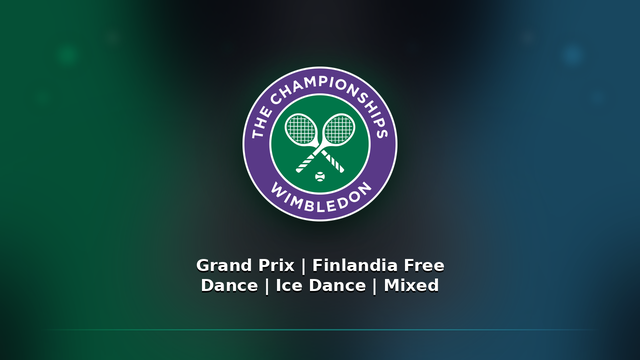 THE CHAMPIONSHIPS
WIMBLEDON
Grand Prix | Finlandia Free
Dance | Ice Dance | Mixed